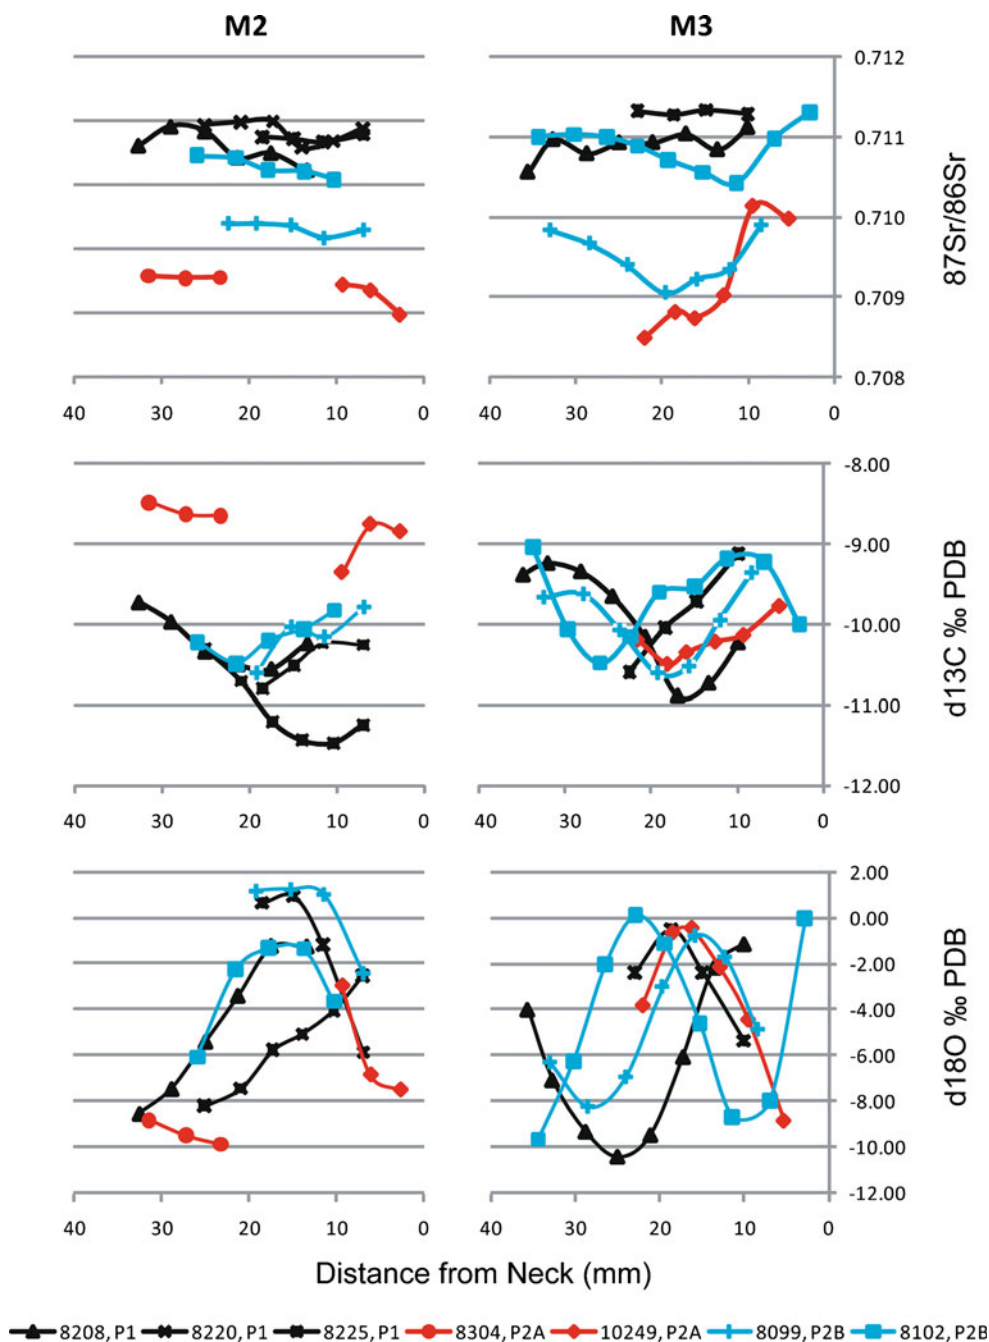 M2 M3
0.712
0.711
0.710
0.709
0.708
87Sr/86Sr
40 30 20 10 0 40 30 20 10 0
-8.00
-9.00
-10.00
-11.00
-12.00
d13C ‰ PDB
40 30 20 10 0 40 30 20 10 0
2.00
0.00
-2.00
-4.00
-6.00
-8.00
-10.00
-12.00
d18O ‰ PDB
40 30 20 10 0 40 30 20 10 0
Distance from Neck (mm)
8208, P1 8220, P1 8225, P1 8304, P2A 10249, P2A 8099, P2B 8102, P2B